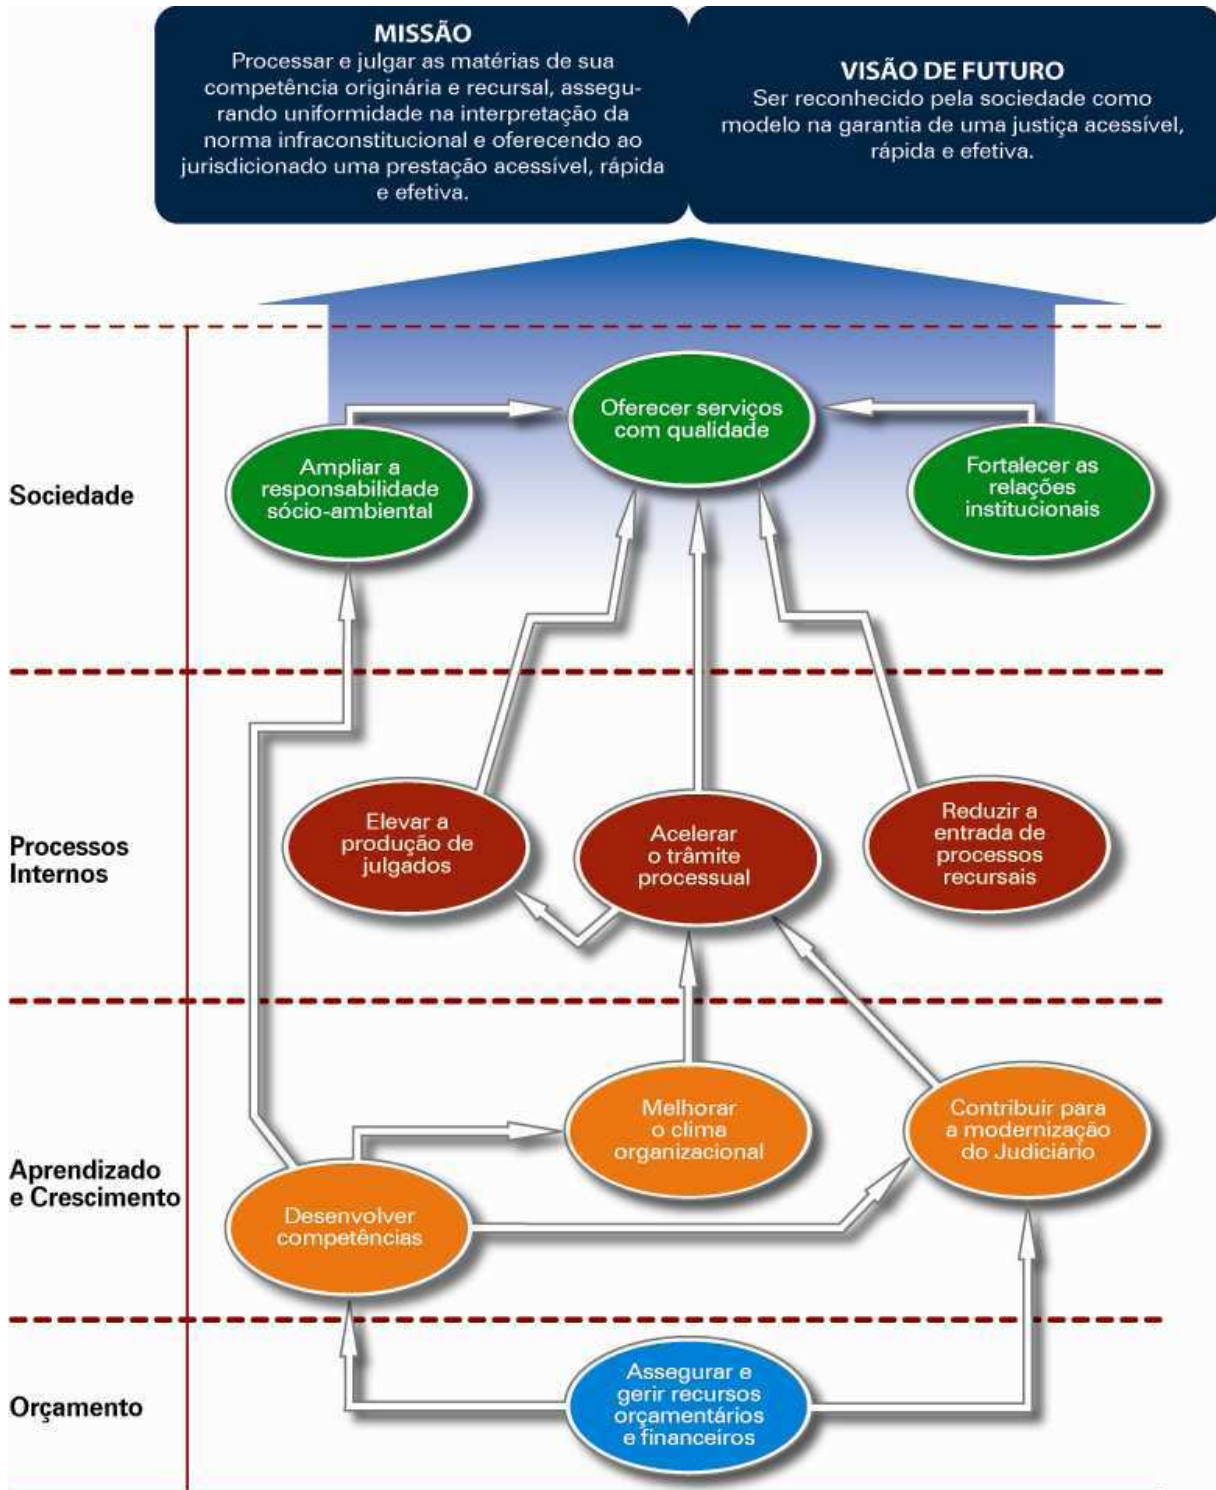 MISSÃO
Processar e julgar as matérias de sua
competência originária e recursal, assegu-
rando uniformidade na interpretação da
norma infraconstitucional e oferecendo ao
jurisdicionado uma prestação acessível, rápida
e efetiva.
VISÃO DE FUTURO
Ser reconhecido pela sociedade como
modelo na garantia de uma justiça acessível,
rápida e efetiva.
Sociedade
Oferecer serviços
com qualidade
Ampliar a
responsabilidade
sócio-ambiental
Fortalecer as
relações
institucionais
Processos
Internos
Elevar a
produção de
julgados
Acelerar
o trâmite
processual
Reduzir a
entrada de
processos
recursais
Aprendizado
e Crescimento
Melhorar
o clima
organizacional
Contribuir para
a modernização
do Judiciário
Desenvolver
competências
Orçamento
Assegurar e
gerir recursos
orçamentários
e financeiros